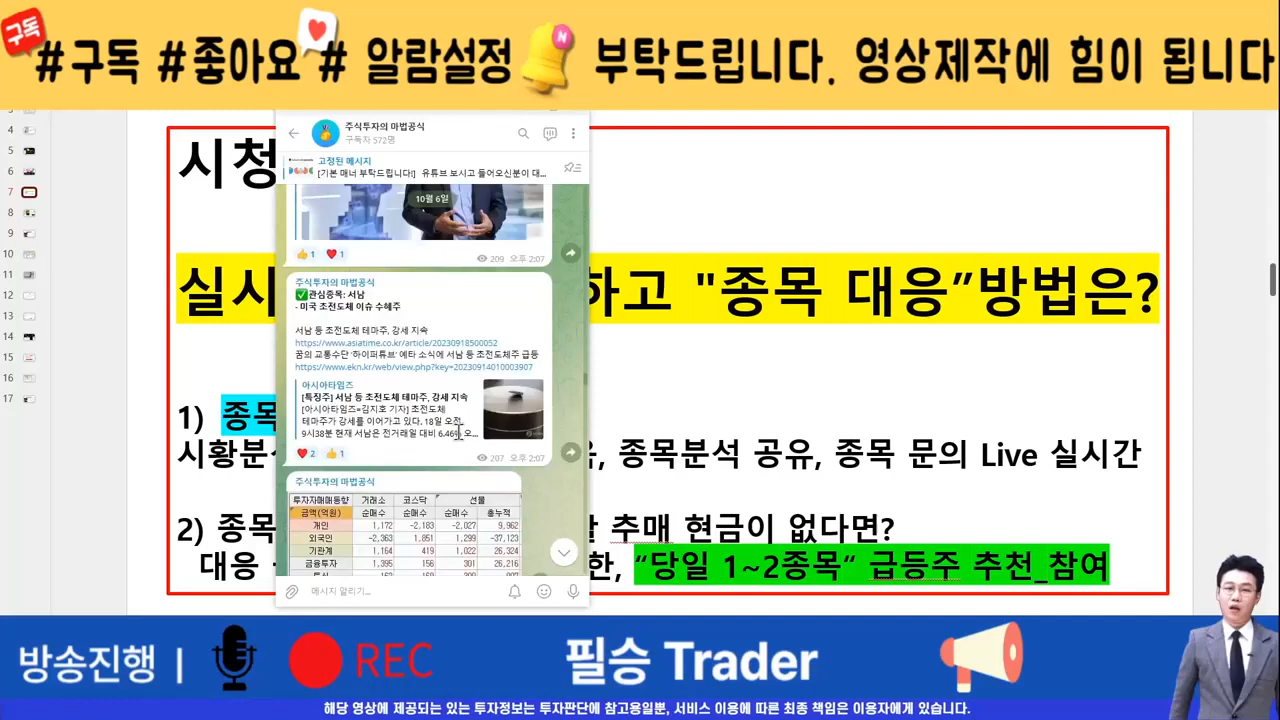 구독
#구독 #좋아요 # 알람설정 부탁드립니다. 영상제작에 힘이 됩니다
N
4
5
6
7
8
9
10
11
12
13
14
15
16
17
시청
실시
하고 "종목 대응”방법은?
1) 종목
시황분
, 종목분석 공유, 종목 문의 Live 실시간
2) 종목
추매 현금이 없다면?
대응
한, “당일 1~2종목“ 급등주 추천_참여
주식투자의 마법공식
구독자 572명
고정된 메시지
[기본 매너 부탁드립니다!] 유튜브 보시고 들어오신분이 대...
10월 6일
1 1
209 오후 2:07
주식투자의 마법공식
관심종목: 서남
- 미국 초전도체 이슈 수혜주
서남 등 초전도체 테마주, 강세 지속
https://www.asiatime.co.kr/article/20230918500052
꿈의 교통수단 '하이퍼튜브' 예타 소식에 서남 등 초전도체주 급등
https://www.ekn.kr/web/view.php?key=20230914010003907
아시아타임즈
[특징주] 서남 등 초전도체 테마주, 강세 지속
[아시아타임즈=김지호 기자] 초전도체
테마주가 강세를 이어가고 있다. 18일 오전
9시38분 현재 서남은 전거래일 대비 6.46% 오...
2 1
207 오후 2:07
주식투자의 마법공식
투자자매매동향 거래소 코스닥 선물
금액(억원) 순매수 순매수 순매수 총누적
개인 1,172 -2,183 -2,027 9,962
외국인 -2,363 1,851 1,299 -37,123
기관계 1,164 419 1,022 26,324
금융투자 1,395 156 301 26,216
메시지 알리기...
방송진행 | REC 필승 Trader
해당 영상에 제공되는 있는 투자정보는 투자판단에 참고용일뿐, 서비스 이용에 따른 최종 책임은 이용자에게 있습니다.